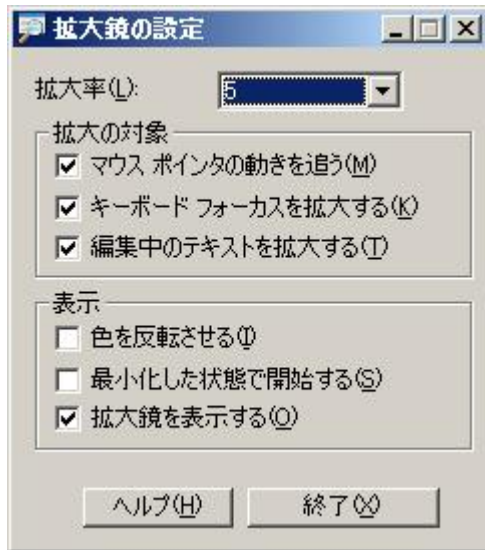 拡大鏡の設定
拡大率(L): 5
拡大の対象
マウス ポインタの動きを追う(M)
キーボード フォーカスを拡大する(K)
編集中のテキストを拡大する(T)
表示
色を反転させる(I)
最小化した状態で開始する(S)
拡大鏡を表示する(O)
ヘルプ(H) 終了(X)